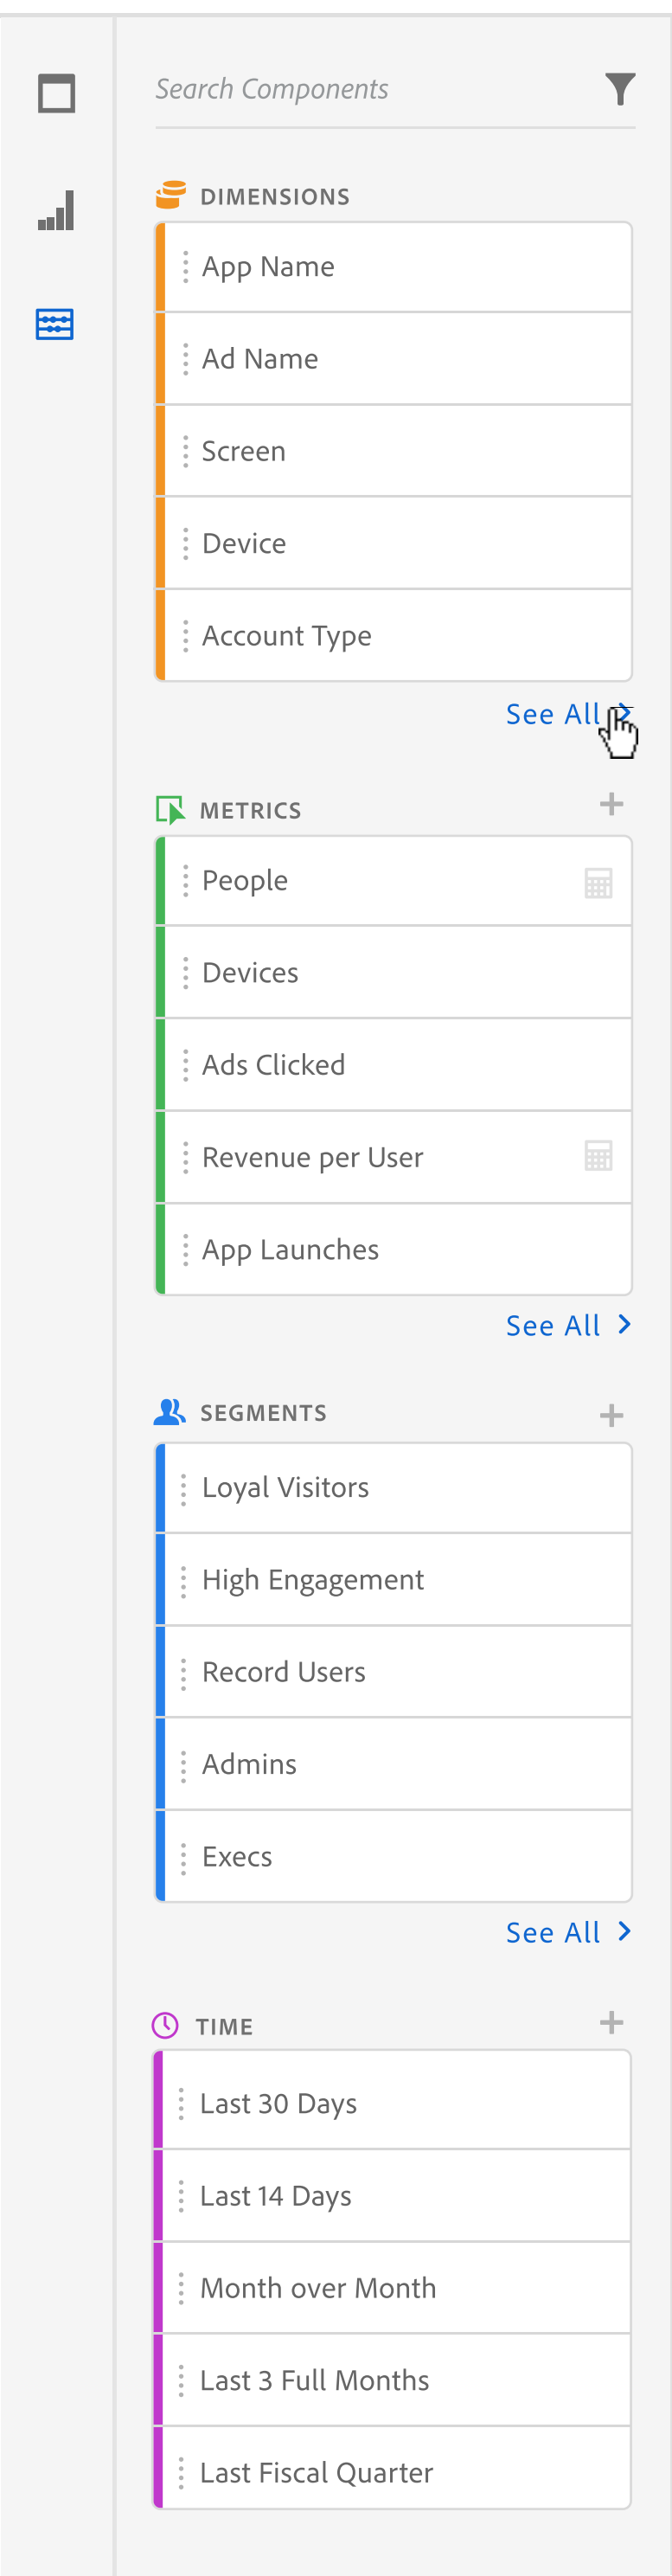 Search Components
DIMENSIONS
App Name
Ad Name
Screen
Device
Account Type
See All
METRICS
People
Devices
Ads Clicked
Revenue per User
App Launches
See All
SEGMENTS
Loyal Visitors
High Engagement
Record Users
Admins
Execs
See All
TIME
Last 30 Days
Last 14 Days
Month over Month
Last 3 Full Months
Last Fiscal Quarter